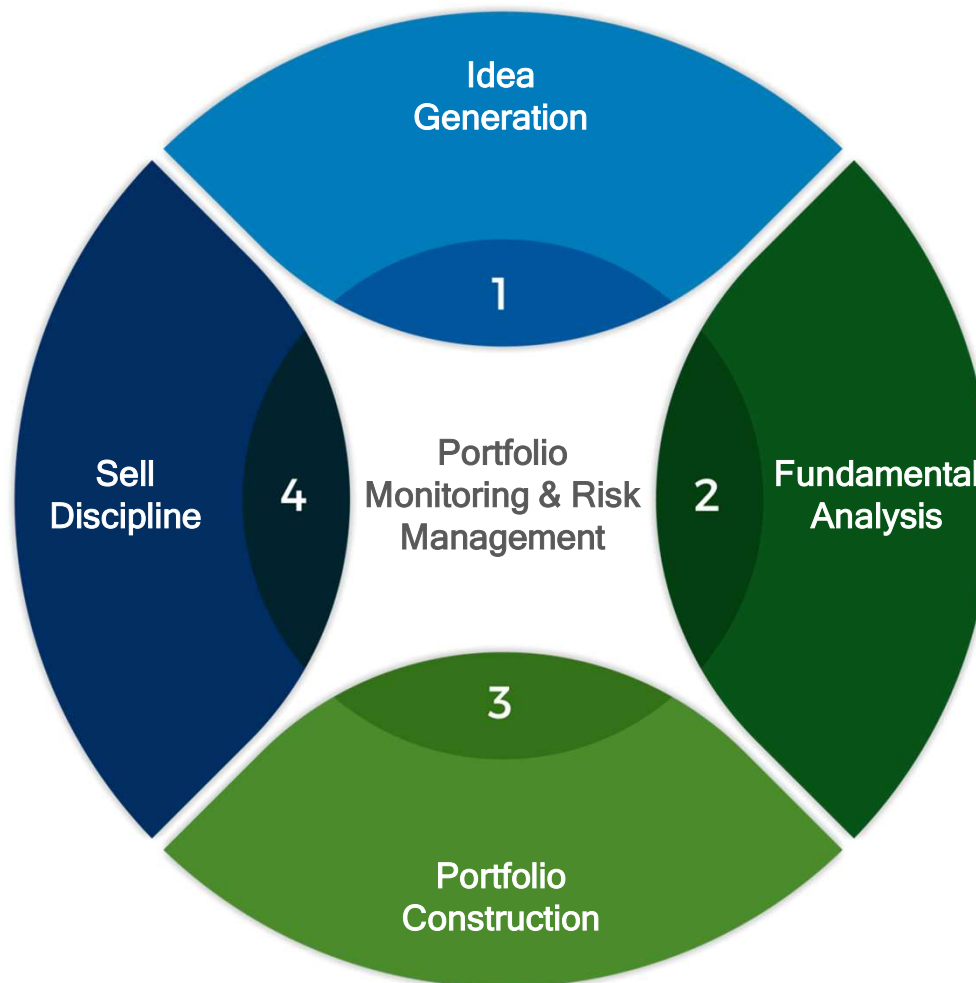 Idea
Generation
1
Sell
Discipline
4
Portfolio
Monitoring & Risk
Management
2
Fundamental
Analysis
3
Portfolio
Construction